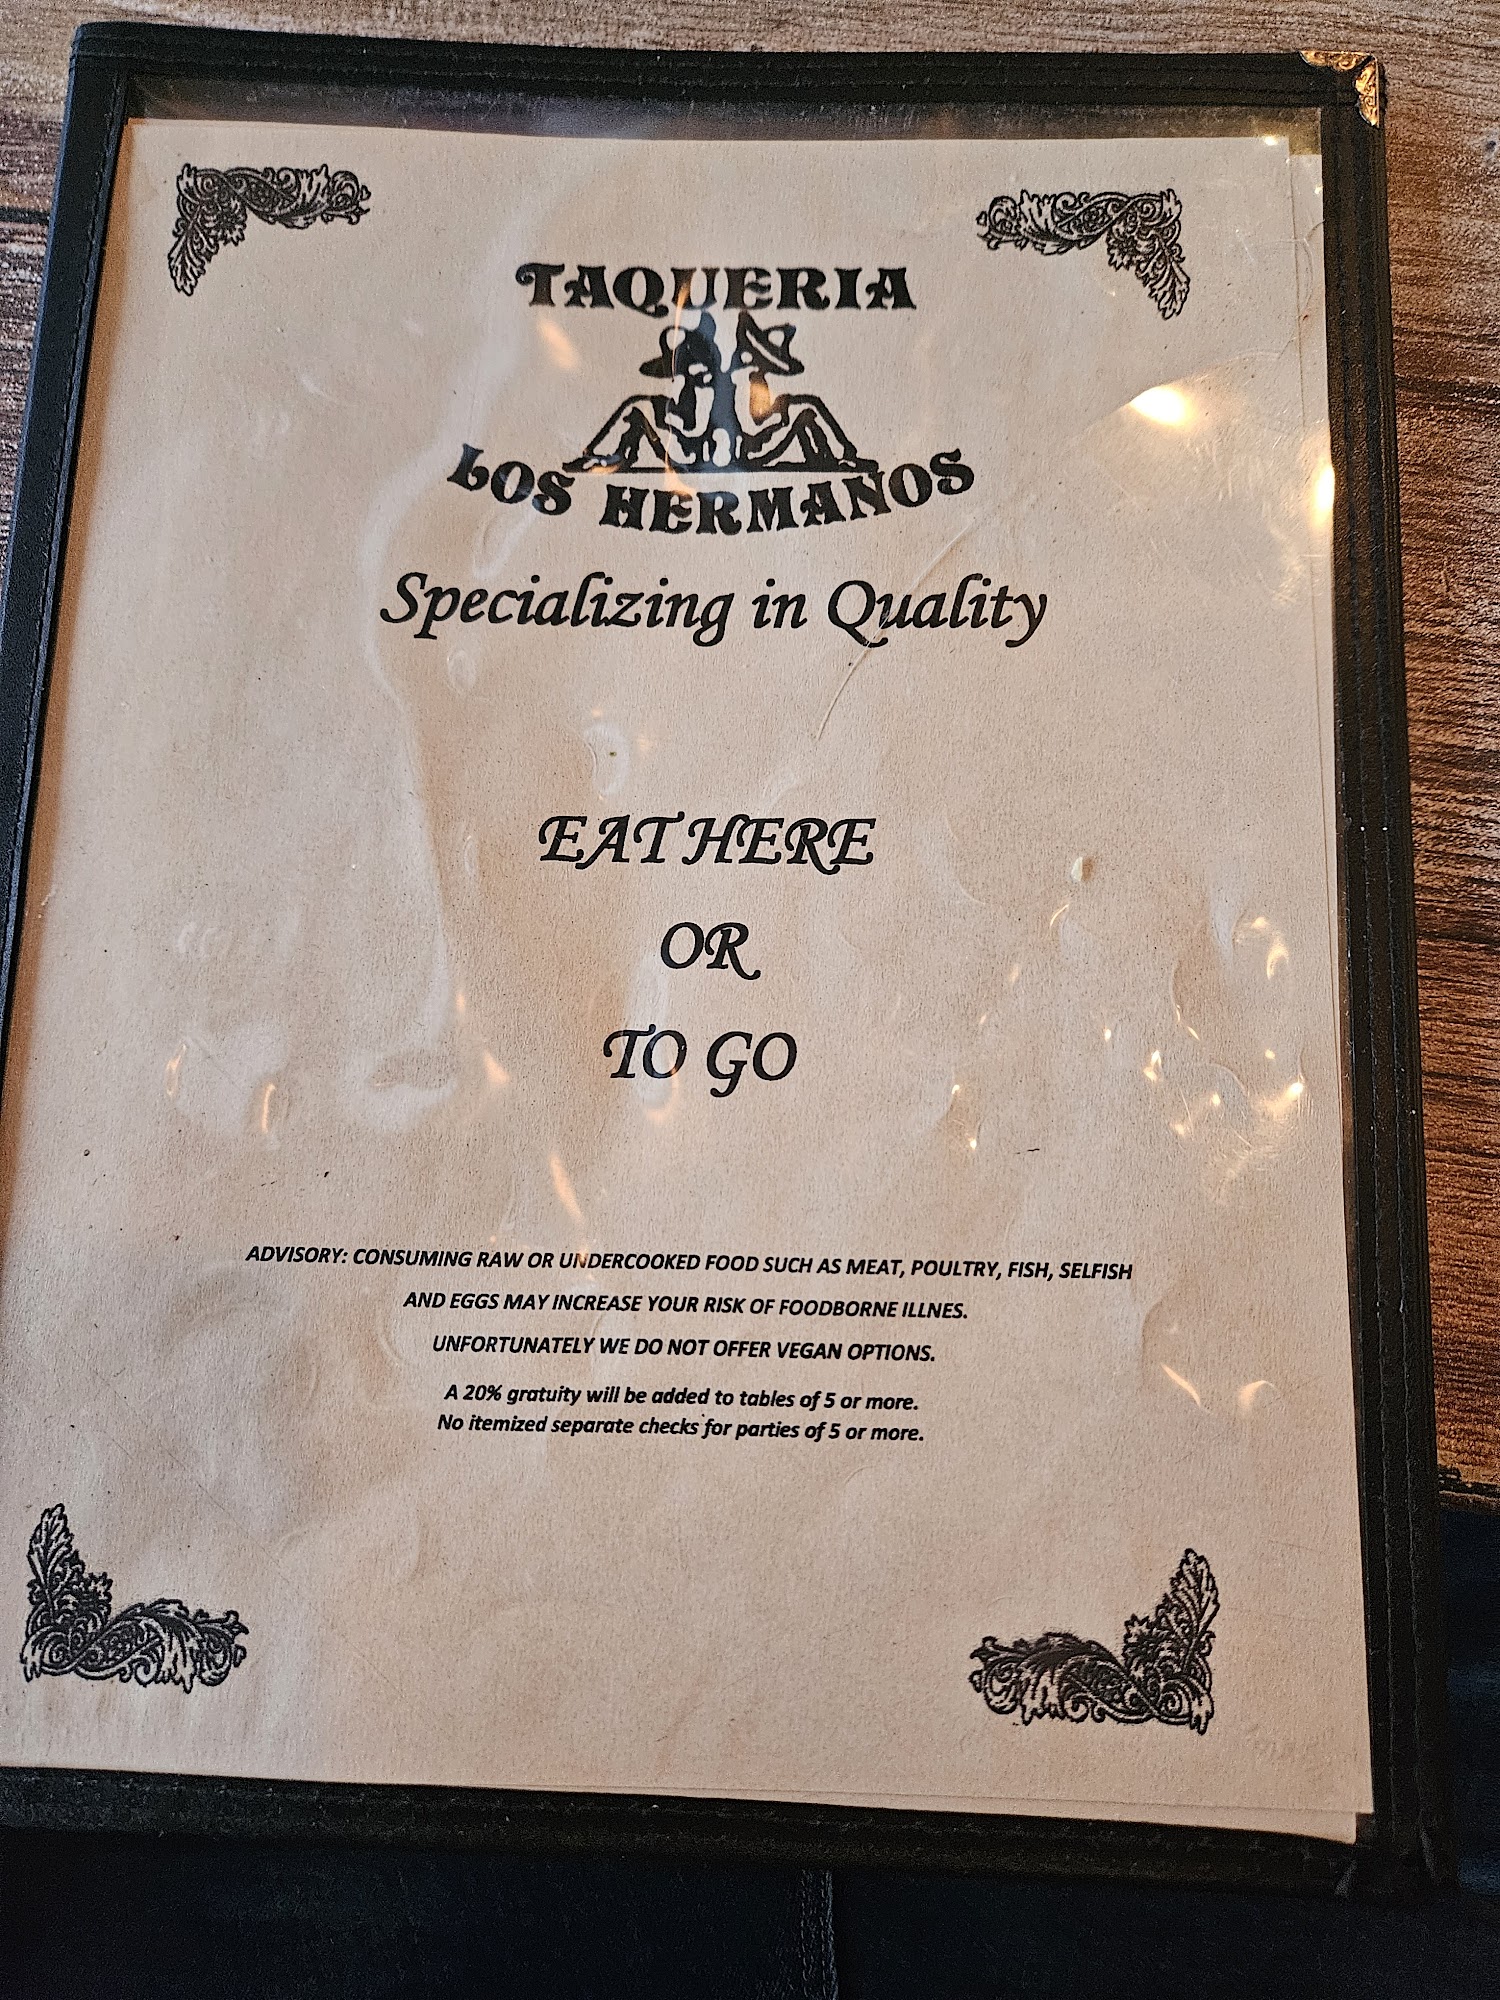 TAQUERIA
LOS HERMANOS
Specializing in Quality
EAT HERE
OR
TO GO
ADVISORY: CONSUMING RAW OR UNDERCOOKED FOOD SUCH AS MEAT, POULTRY, FISH, SELFISH
AND EGGS MAY INCREASE YOUR RISK OF FOODBORNE ILLNES.
UNFORTUNATELY WE DO NOT OFFER VEGAN OPTIONS.
A 20% gratuity will be added to tables of 5 or more.
No itemized separate checks for parties of 5 or more.